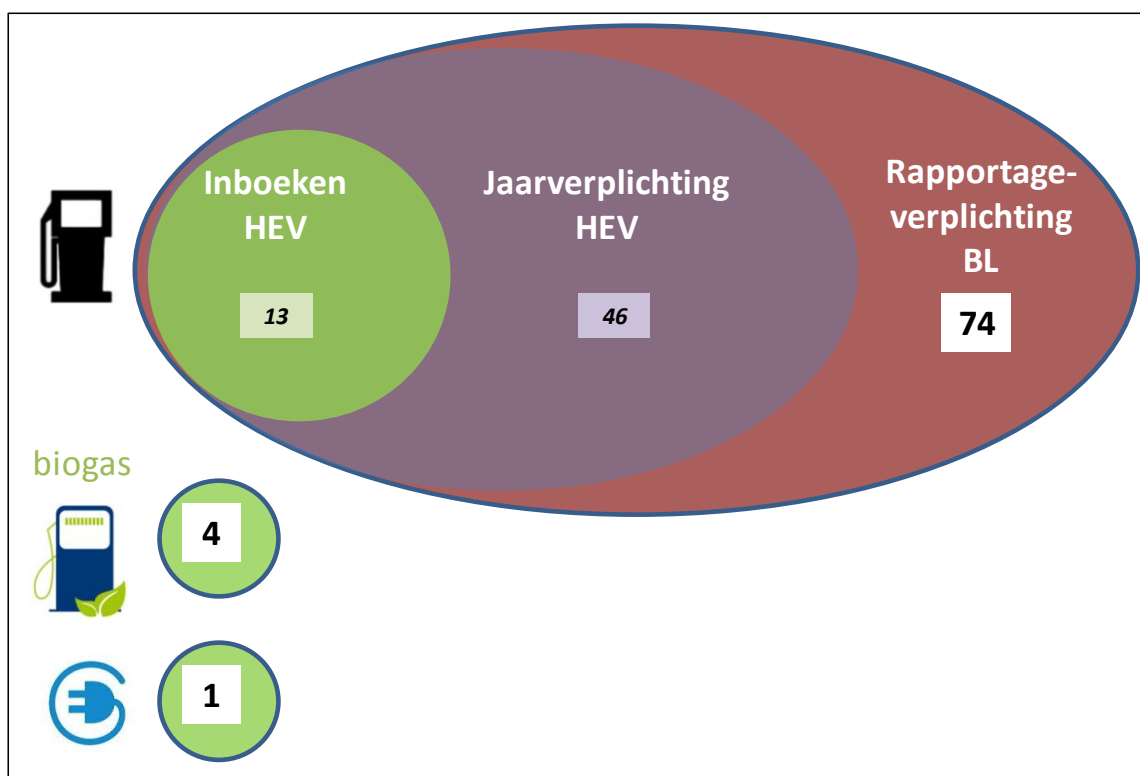 Inboeken
HEV
13
Jaarverplichting
HEV
46
Rapportage-
verplichting
BL
74
biogas
4
1